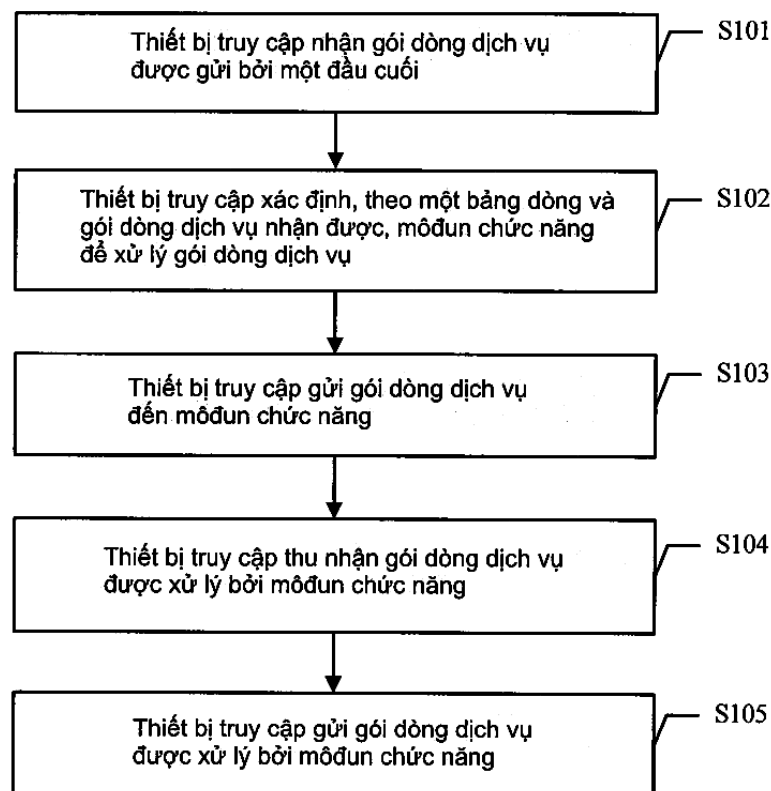 Thiết bị truy cập nhận gói dòng dịch vụ
được gửi bởi một đầu cuối
S101
Thiết bị truy cập xác định, theo một bảng dòng và
gói dòng dịch vụ nhận được, môđun chức năng
để xử lý gói dòng dịch vụ
S102
Thiết bị truy cập gửi gói dòng dịch vụ
đến môđun chức năng
S103
Thiết bị truy cập thu nhận gói dòng dịch vụ
được xử lý bởi môđun chức năng
S104
Thiết bị truy cập gửi gói dòng dịch vụ
được xử lý bởi môđun chức năng
S105